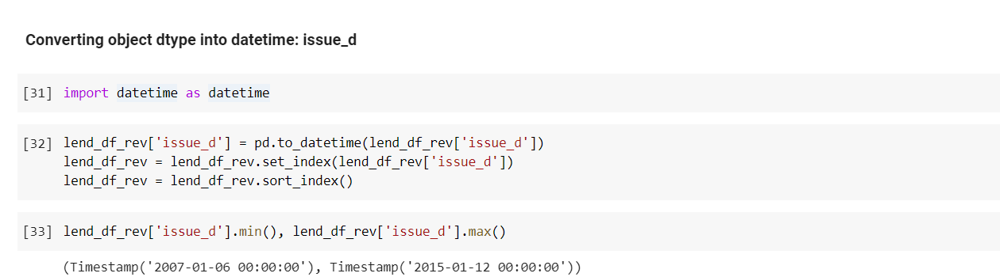 Converting object dtype into datetime: issue_d
[31] import datetime as datetime
[32] lend_df_rev['issue_d'] = pd.to_datetime(lend_df_rev['issue_d'])
lend_df_rev = lend_df_rev.set_index(lend_df_rev['issue_d'])
lend_df_rev = lend_df_rev.sort_index()
[33] lend_df_rev['issue_d'].min(), lend_df_rev['issue_d'].max()
(Timestamp('2007-01-06 00:00:00'), Timestamp('2015-01-12 00:00:00'))